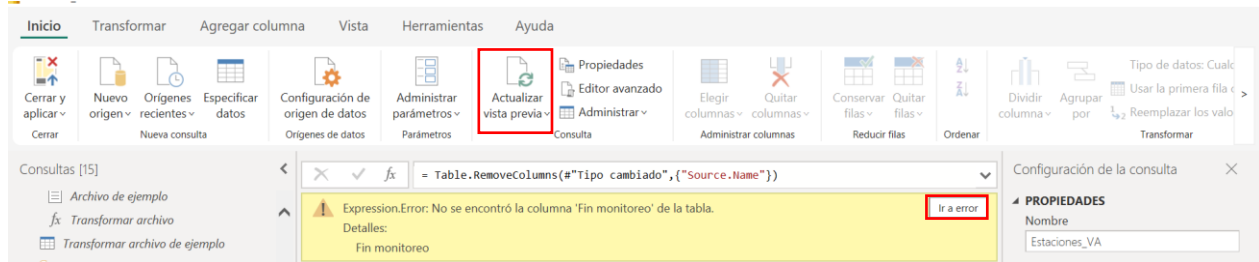 Inicio Transformar Agregar columna Vista Herramientas Ayuda
Cerrar y aplicar
Nuevo origen
Orígenes recientes
Especificar datos
Configuración de origen de datos
Administrar parámetros
Actualizar vista previa
Propiedades
Editor avanzado
Administrar
Elegir columnas
Quitar columnas
Conservar filas
Quitar filas
Dividir columna
Agrupar por
Tipo de datos: Cualq
Usar la primera fila c
Reemplazar los valo
Cerrar Nueva consulta Orígenes de datos Parámetros Consulta Administrar columnas Reducir filas Ordenar Transformar
Consultas [15]
Archivo de ejemplo
fx Transformar archivo
Transformar archivo de ejemplo
fx = Table.RemoveColumns(#"Tipo cambiado",{"Source.Name"})
Expression.Error: No se encontró la columna 'Fin monitoreo' de la tabla.
Detalles:
Fin monitoreo
Ir a error
Configuración de la consulta
PROPIEDADES
Nombre
Estaciones_VA